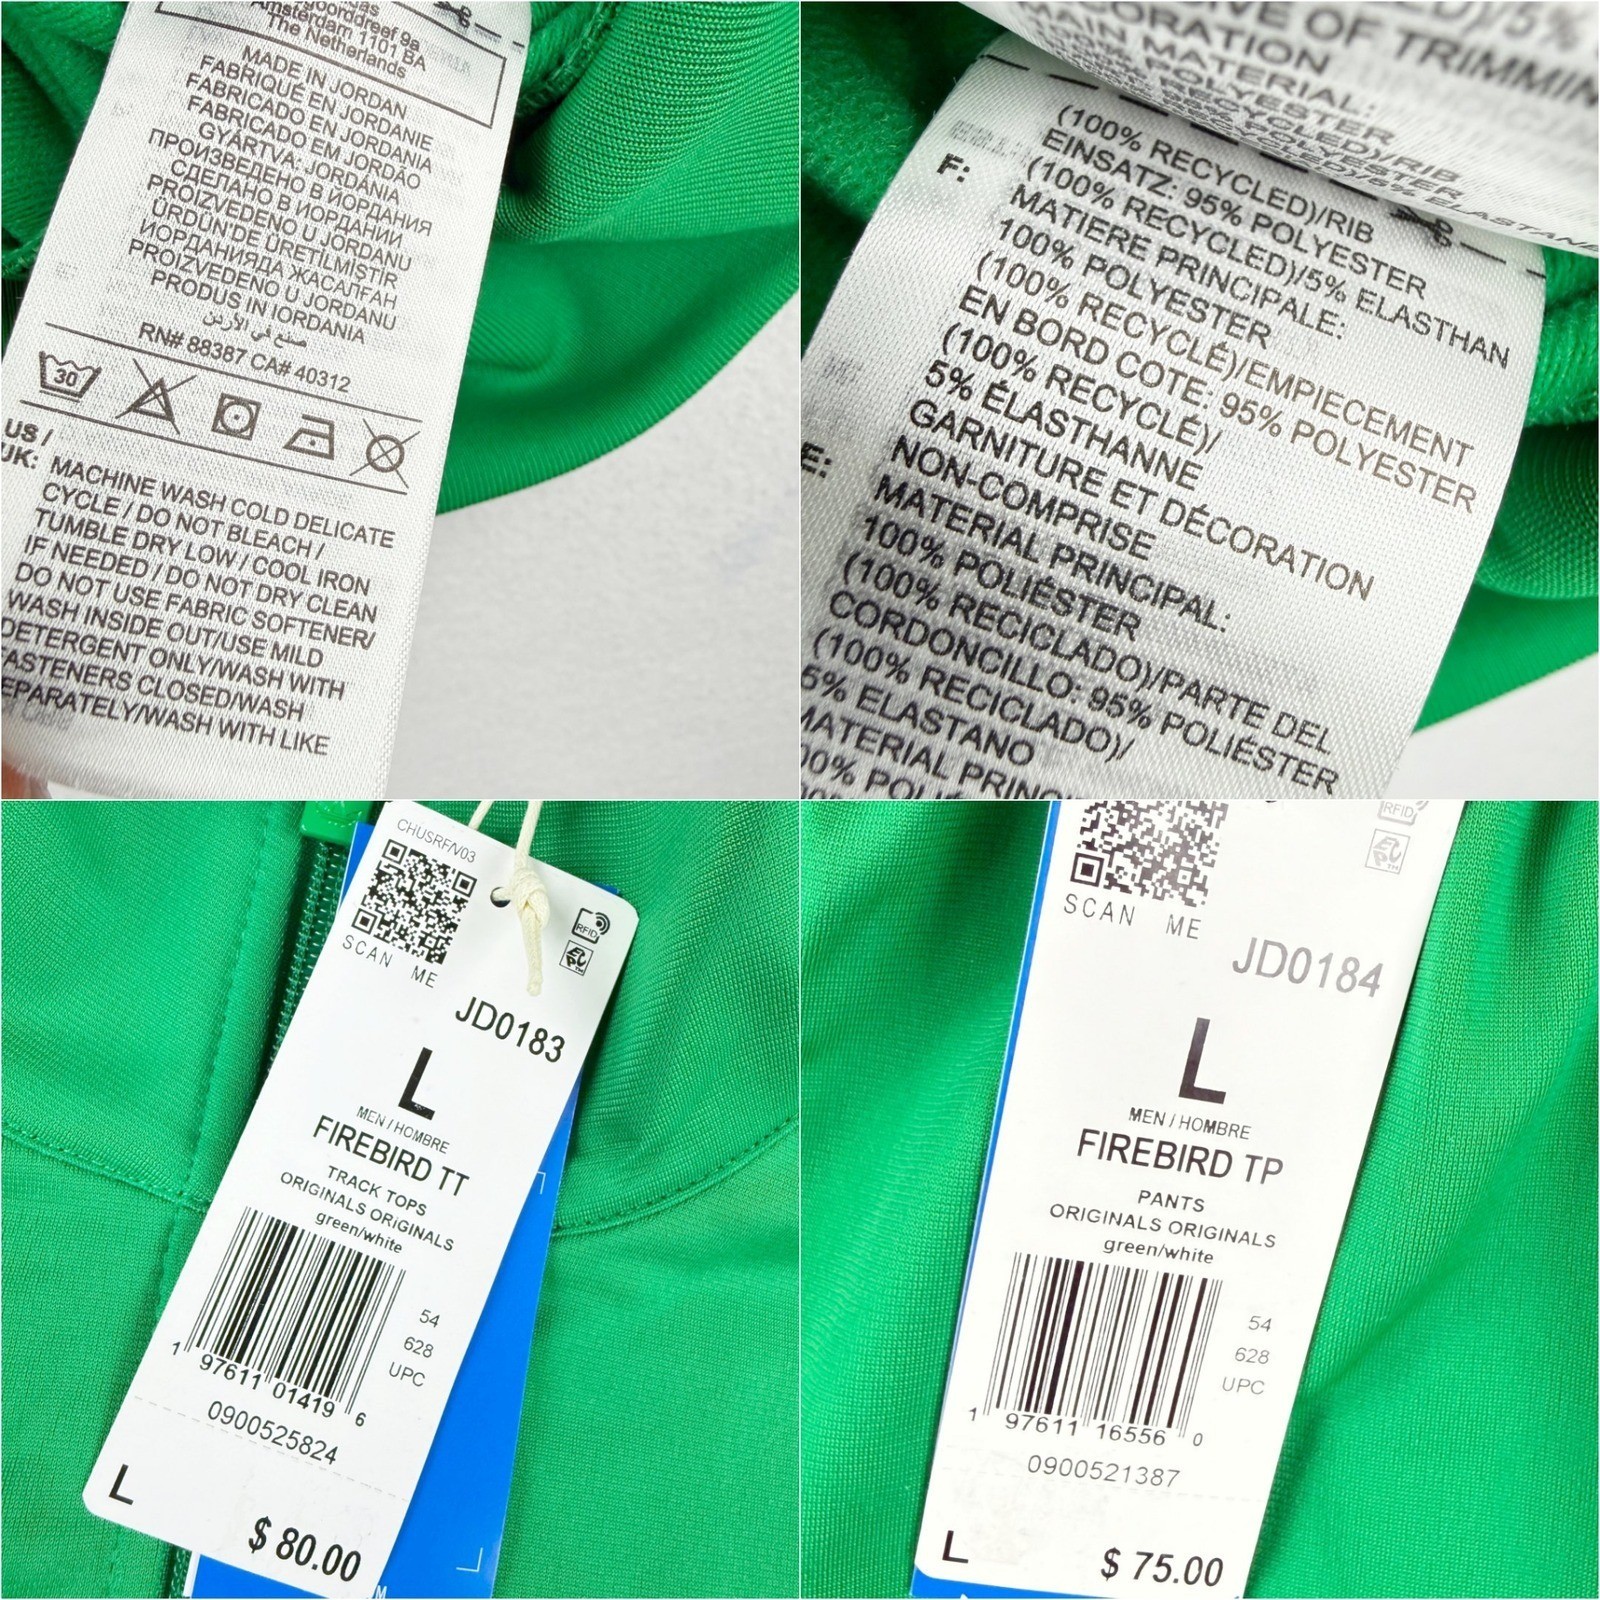 Amsterdam 1101 BA
The Netherlands
MADE IN JORDAN
FABRIQUÉ EN JORDANIE
FABRICADO EN JORDANIA
FABRICADO EM JORDÃO
GYÁRTVA: JORDÁNIA
ПРОИЗВЕДЕНО В ИОРДАНИЯ
СДЕЛАНО В ИОРДАНИИ
PROIZVEDENO U JORDANU
ÜRDÜN'DE ÜRETİLMİŞTİR
ИОРДАНИЯДА ЖАСАЛҒАН
PROIZVEDENO U JORDANU
PRODUS IN IORDANIA
صنع في الأردن
RN# 88387 CA# 40312
30
US /
UK: MACHINE WASH COLD DELICATE
CYCLE / DO NOT BLEACH /
TUMBLE DRY LOW / COOL IRON
IF NEEDED / DO NOT DRY CLEAN
DO NOT USE FABRIC SOFTENER/
WASH INSIDE OUT/USE MILD
DETERGENT ONLY/WASH WITH
FASTENERS CLOSED/WASH
SEPARATELY/WASH WITH LIKE
OF TRIMMIN
MAIN MATERIAL:
POLYESTER
RECYCLED)/RIB
(100% RECYCLED)/RIB
EINSATZ: 95% POLYESTER
(100% RECYCLED)/5% ELASTHAN
F: MATIERE PRINCIPALE:
100% POLYESTER
(100% RECYCLÉ)/EMPIECEMENT
EN BORD COTE: 95% POLYESTER
(100% RECYCLÉ)/
5% ÉLASTHANNE
GARNITURE ET DÉCORATION
NON-COMPRISE
E: MATERIAL PRINCIPAL:
100% POLIÉSTER
(100% RECICLADO)/PARTE DEL
CORDONCILLO: 95% POLIÉSTER
(100% RECICLADO)/
5% ELASTANO
CHUSRF/V03
SCAN ME
RFID
JD0183
L
MEN / HOMBRE
FIREBIRD TT
TRACK TOPS
ORIGINALS ORIGINALS
green/white
54
628
UPC
1 97611 01419 6
0900525824
L
$ 80.00
RFID
SCAN ME
JD0184
L
MEN / HOMBRE
FIREBIRD TP
PANTS
ORIGINALS ORIGINALS
green/white
54
628
UPC
1 97611 16556 0
0900521387
L
$ 75.00